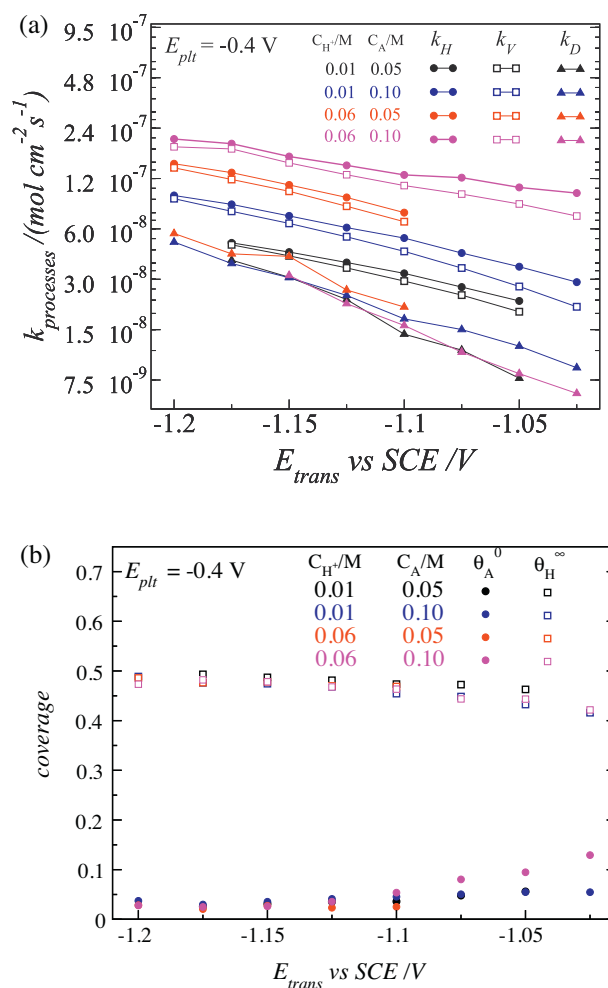 (a)
E_plt = -0.4 V
C_H+/M C_A/M k_H k_V k_D
0.01 0.05
0.01 0.10
0.06 0.05
0.06 0.10
9.5 10^-7
4.8 10^-7
2.4 10^-7
1.2 10^-7
6.0 10^-8
3.0 10^-8
1.5 10^-8
7.5 10^-9
k_processes /(mol cm^-2 s^-1)
-1.2 -1.15 -1.1 -1.05
E_trans vs SCE /V
(b)
E_plt = -0.4 V
C_H+/M C_A/M θ_A^0 θ_H^∞
0.01 0.05
0.01 0.10
0.06 0.05
0.06 0.10
0.7
0.6
0.5
0.4
0.3
0.2
0.1
0
coverage
-1.2 -1.15 -1.1 -1.05
E_trans vs SCE /V